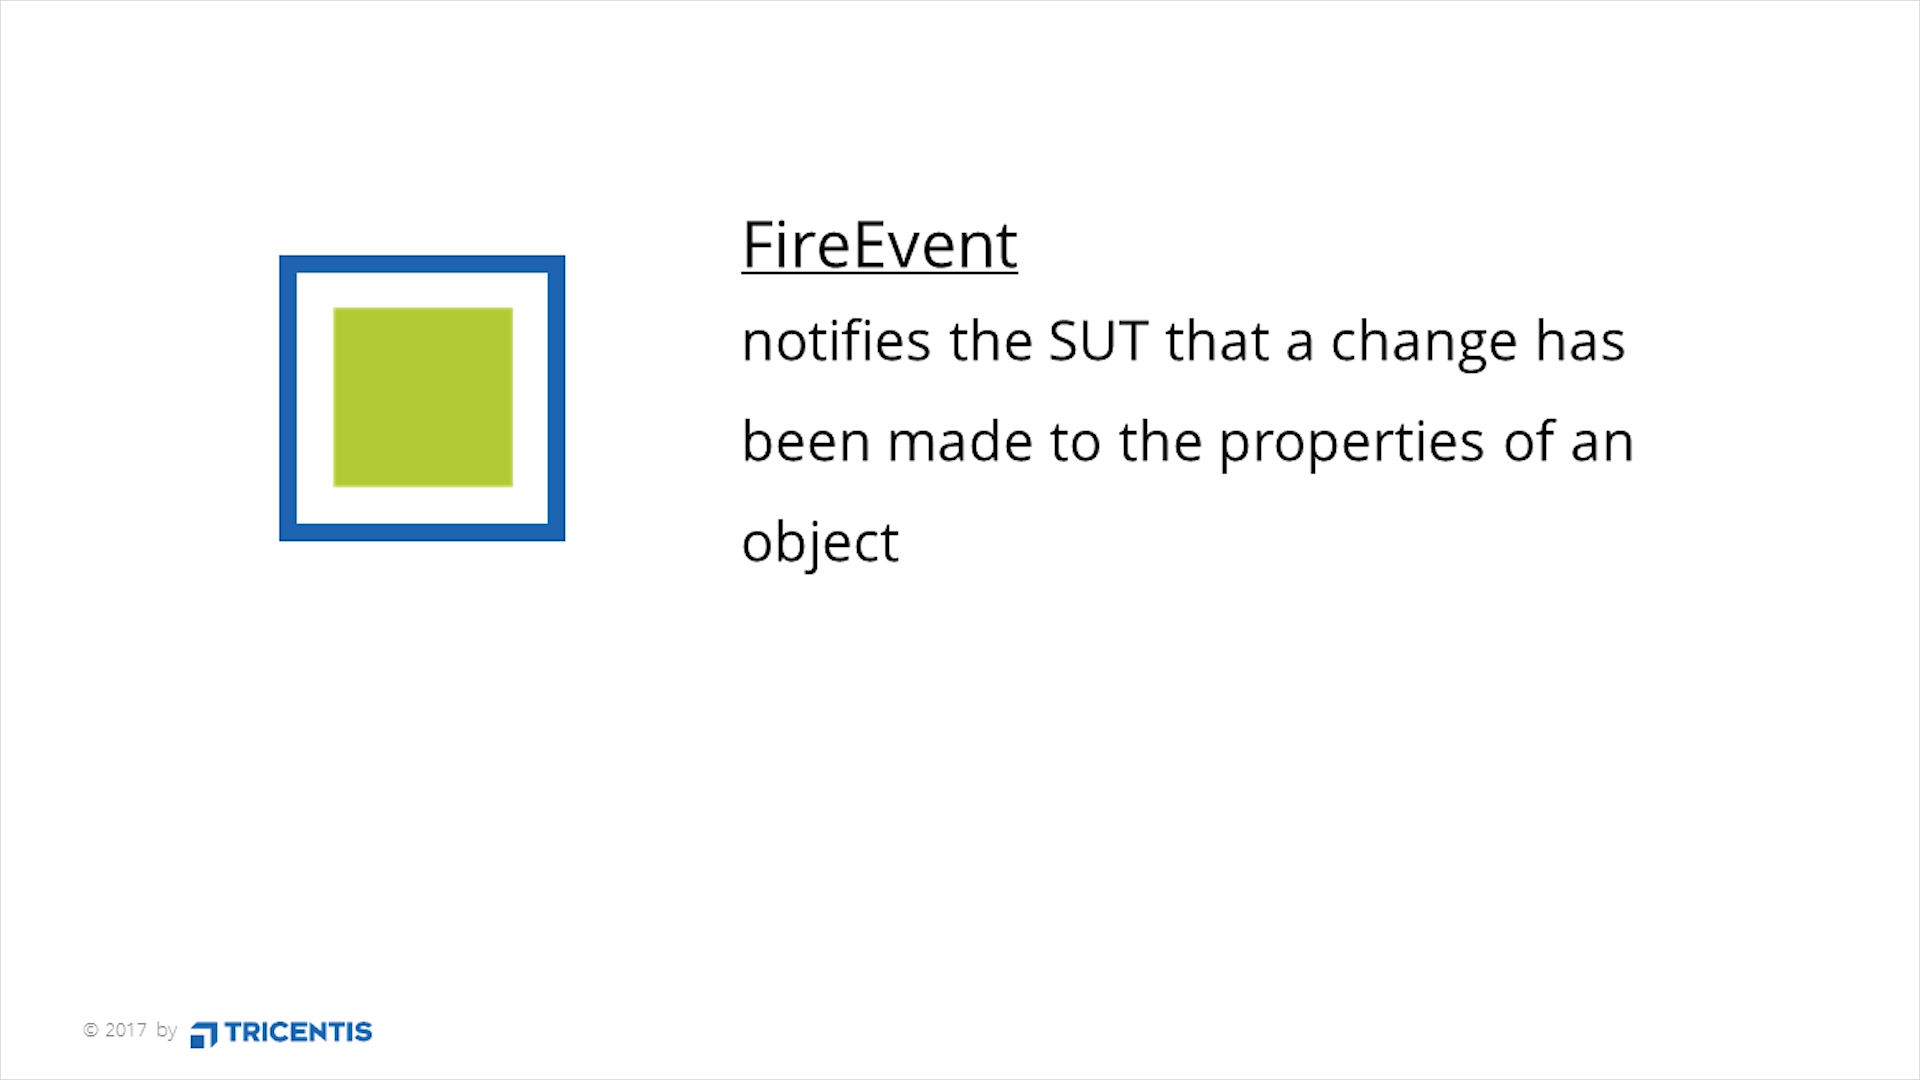 FireEvent
notifies the SUT that a change has
been made to the properties of an
object
© 2017 by TRICENTIS